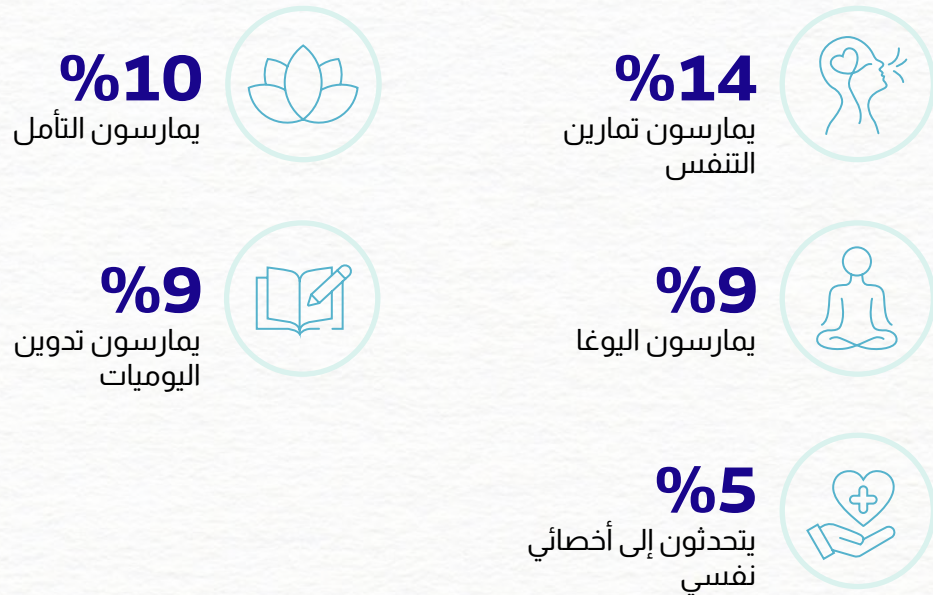 %14
يمارسون تمارين
التنفس
%10
يمارسون التأمل
%9
يمارسون اليوغا
%9
يمارسون تدوين
اليوميات
%5
يتحدثون إلى أخصائي
نفسي